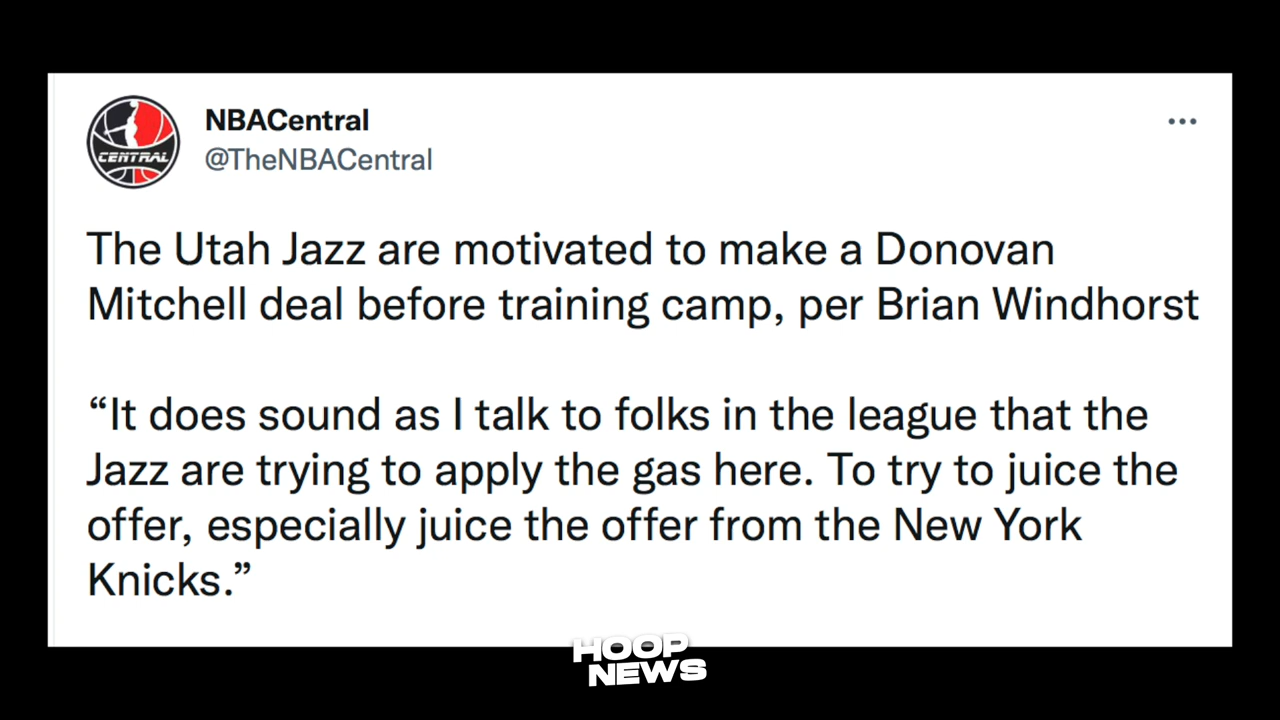 NBACentral
@TheNBACentral
CENTRAL
The Utah Jazz are motivated to make a Donovan
Mitchell deal before training camp, per Brian Windhorst
“It does sound as I talk to folks in the league that the
Jazz are trying to apply the gas here. To try to juice the
offer, especially juice the offer from the New York
Knicks.”
HOOP
NEWS